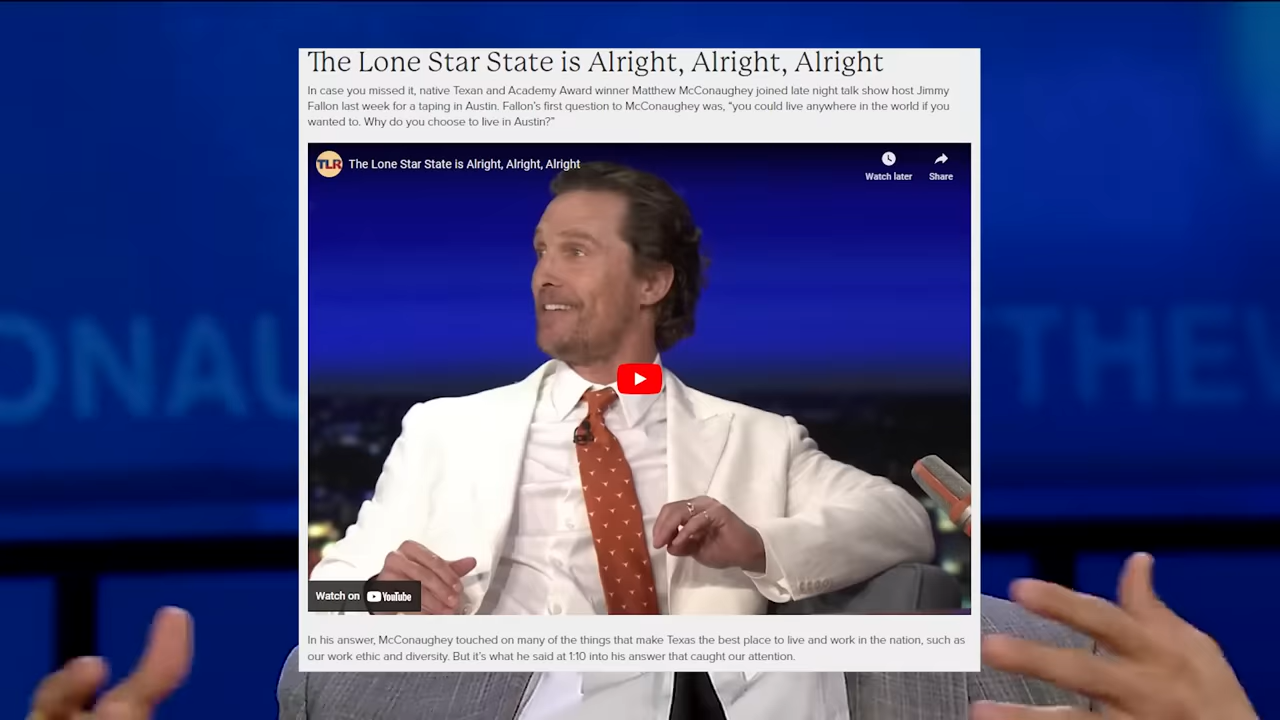 The Lone Star State is Alright, Alright, Alright
In case you missed it, native Texan and Academy Award winner Matthew McConaughey joined late night talk show host Jimmy
Fallon last week for a taping in Austin. Fallon’s first question to McConaughey was, “you could live anywhere in the world if you
wanted to. Why do you choose to live in Austin?”
TLR The Lone Star State is Alright, Alright, Alright
Watch later Share
ONAU
THEW
Watch on YouTube
In his answer, McConaughey touched on many of the things that make Texas the best place to live and work in the nation, such as
our work ethic and diversity. But it’s what he said at 1:10 into his answer that caught our attention.